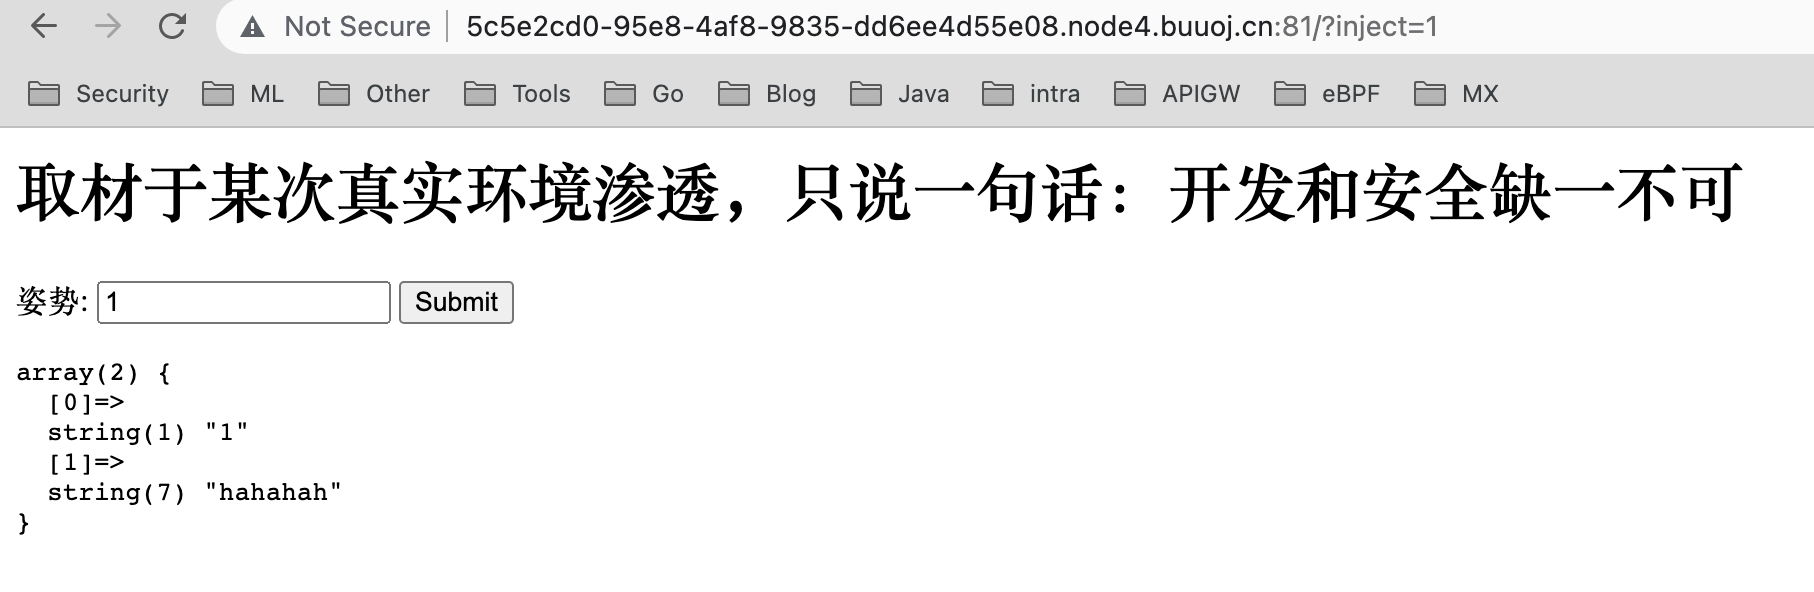 Not Secure 5c5e2cd0-95e8-4af8-9835-dd6ee4d55e08.node4.buuoj.cn:81/?inject=1
Security ML Other Tools Go Blog Java intra APIGW eBPF MX
取材于某次真实环境渗透，只说一句话：开发和安全缺一不可
姿势: 1 Submit
array(2) {
  [0]=>
  string(1) "1"
  [1]=>
  string(7) "hahahah"
}